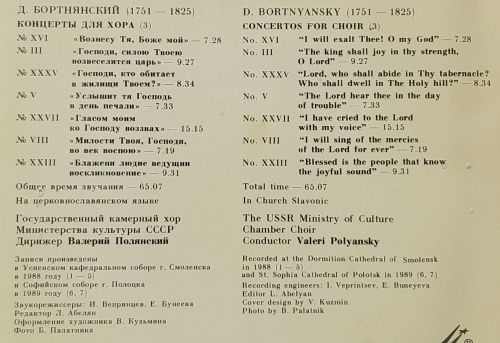 Д. БОРТНЯНСКИЙ (1751 — 1825)
КОНЦЕРТЫ ДЛЯ ХОРА (3)
№ XVI «Вознесу Тя, Боже мой» — 7.28
№ III «Господи, силою Твоею
возвеселится царь» — 9.27
№ XXXV «Господи, кто обитает
в жилищи Твоем?» — 8.34
№ V «Услышит тя Господь
в день печали» — 7.33
№ XXVII «Гласом моим
ко Господу воззвах» — 15.15
№ VIII «Милости Твоя, Господи,
во век воспою» — 7.19
№ XXIII «Блажени людие ведущии
воскликновение» — 9.31
Общее время звучания — 65.07
На церковнославянском языке
Государственный камерный хор
Министерства культуры СССР
Дирижер Валерий Полянский
Записи произведены
в Успенском кафедральном соборе г. Смоленска
в 1988 году (1 — 5)
и Софийском соборе г. Полоцка
в 1989 году (6, 7)
Звукорежиссеры: И. Вепринцев, Е. Бунеева
Редактор Л. Абелян
Оформление художника В. Кузьмина
Фото Б. Палатника
D. BORTNYANSKY (1751 — 1825)
CONCERTOS FOR CHOIR (3)
No. XVI "I will exalt Thee! O my God" — 7.28
No. III "The king shall joy in thy strength,
O Lord" — 9.27
No. XXXV "Lord, who shall abide in Thy tabernacle?
Who shall dwell in The Holy hill?" — 8.34
No. V "The Lord hear thee in the day
of trouble" — 7.33
No. XXVII "I have cried to the Lord
with my voice" — 15.15
No. VIII "I will sing of the mercies
of the Lord for ever" — 7.19
No. XXIII "Blessed is the people that know
the joyful sound" — 9.31
Total time — 65.07
In Church Slavonic
The USSR Ministry of Culture
Chamber Choir
Conductor Valeri Polyansky
Recorded at the Dormition Cathedral of Smolensk
in 1988 (1 — 5)
and St. Sophia Cathedral of Polotsk in 1989 (6, 7)
Recording engineers: I. Veprintsev, E. Buneyeva
Editor L. Abelyan
Cover design by V. Kuzmin
Photo by B. Palatnik